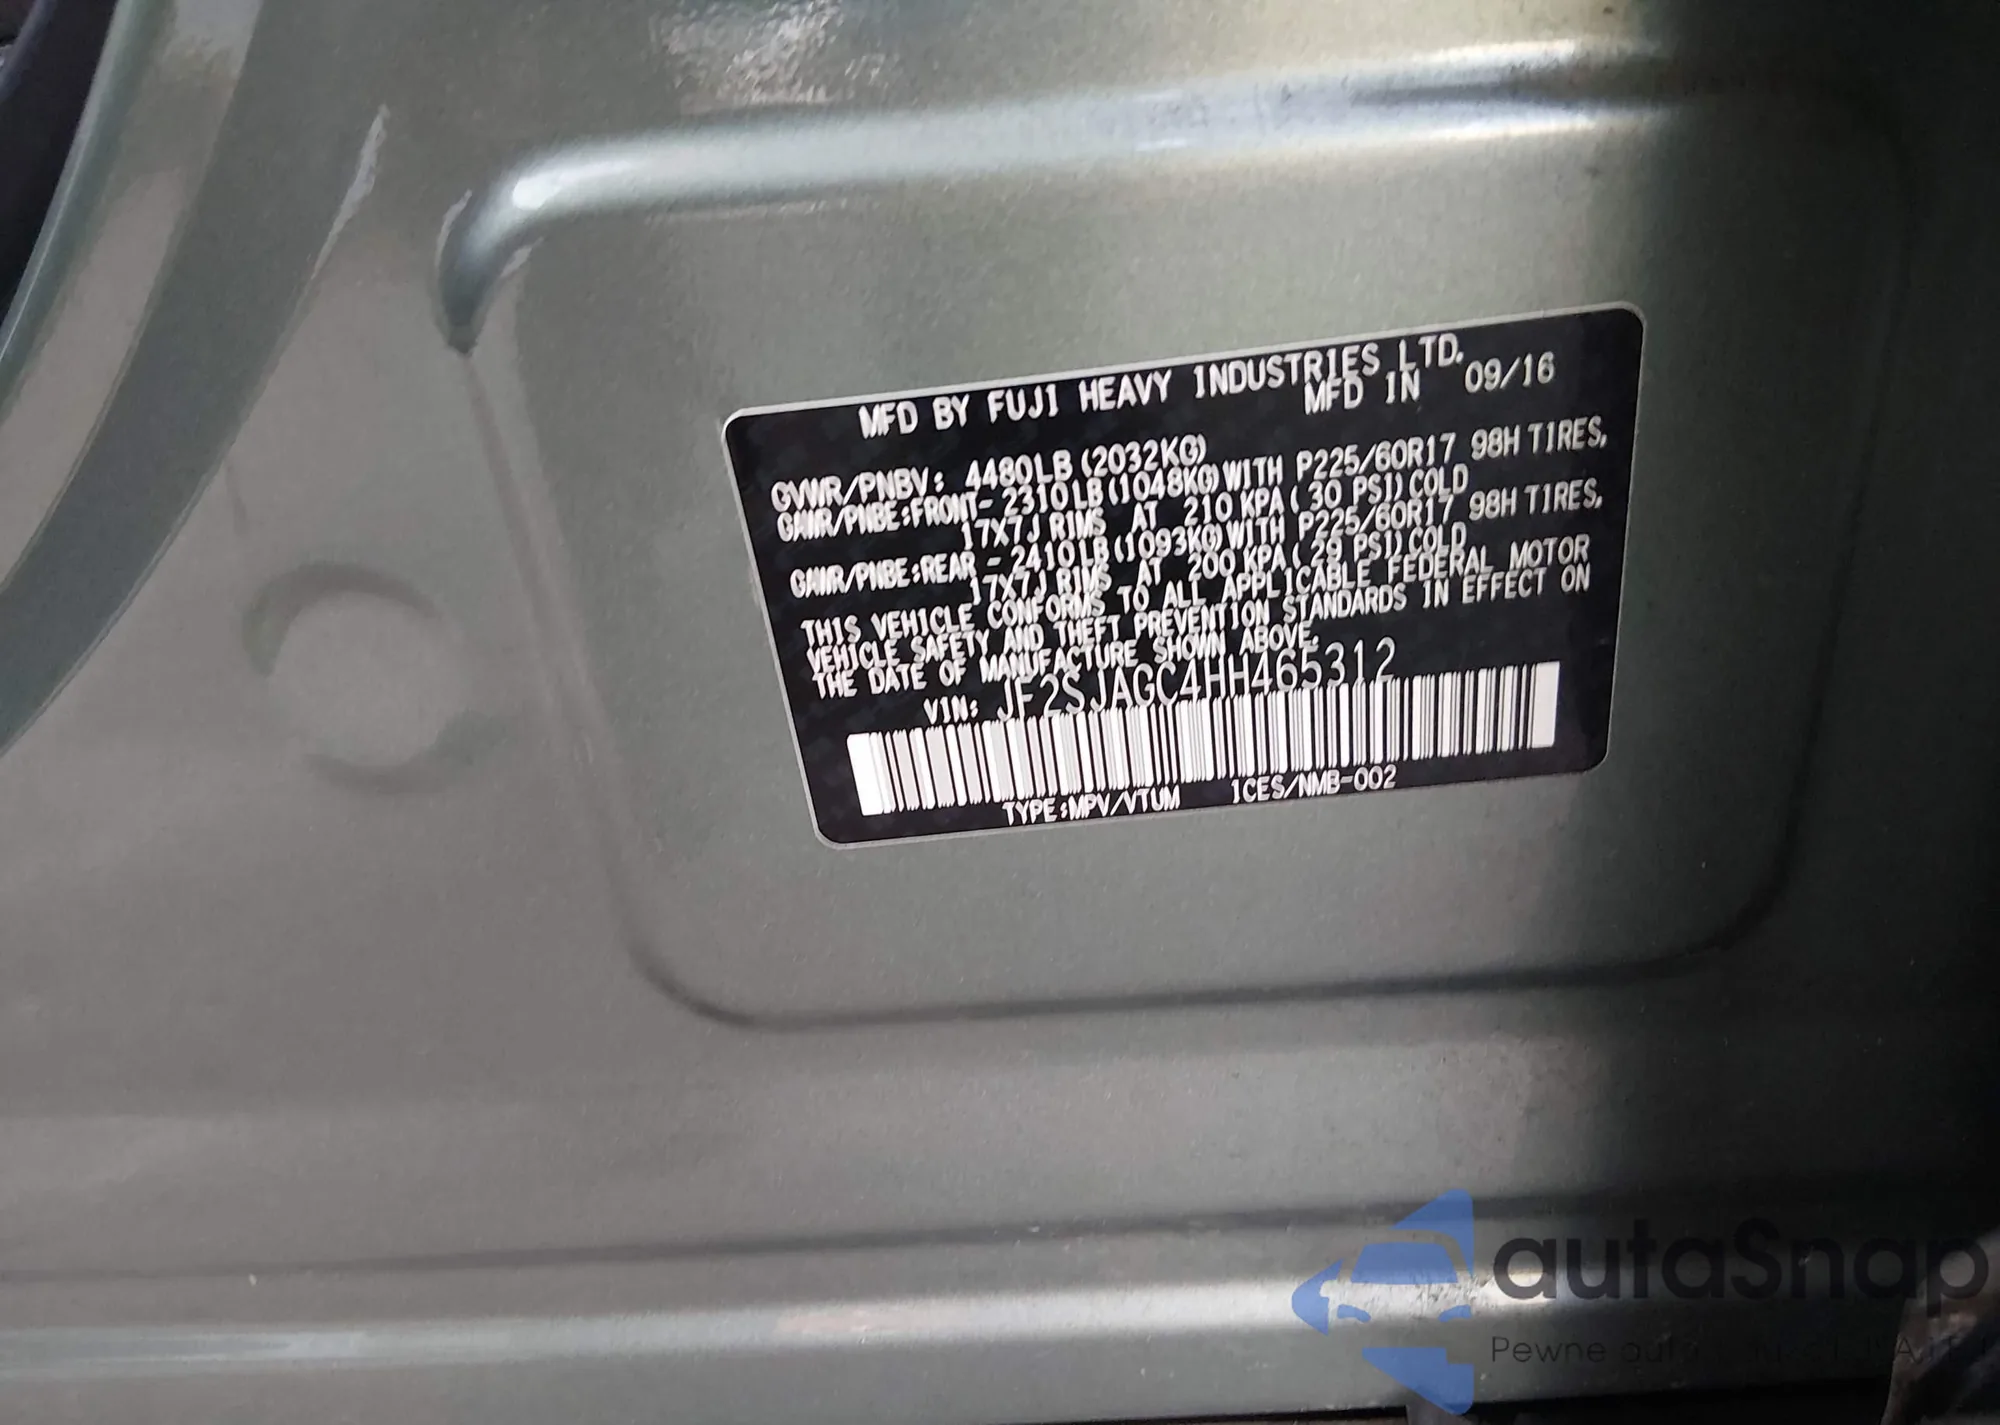 MFD BY FUJI HEAVY INDUSTRIES LTD.
MFD IN 09/16
GVWR/PNBV: 4480LB (2032KG)
GAWR/PNBE:FRONT- 2310LB (1048KG) WITH P225/60R17 98H TIRES,
17X7J RIMS AT 210 KPA ( 30 PSI) COLD
GAWR/PNBE:REAR - 2410LB (1093KG) WITH P225/60R17 98H TIRES,
17X7J RIMS AT 200 KPA ( 29 PSI) COLD
THIS VEHICLE CONFORMS TO ALL APPLICABLE FEDERAL MOTOR
VEHICLE SAFETY AND THEFT PREVENTION STANDARDS IN EFFECT ON
THE DATE OF MANUFACTURE SHOWN ABOVE.
VIN: JF2SJAGC4HH465312
TYPE:MPV/VTUM 1CES/NMB-002
autaSnap
Pewne auta